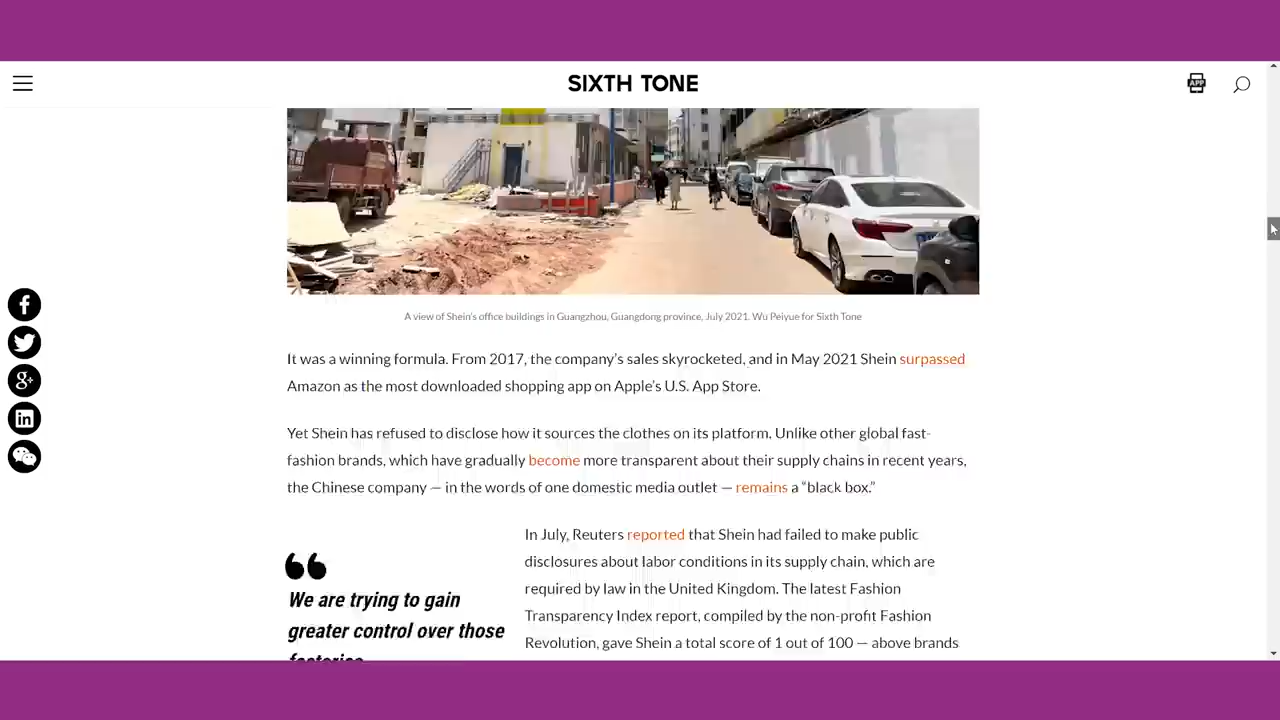 SIXTH TONE
APP
A view of Shein's office buildings in Guangzhou, Guangdong province, July 2021. Wu Peiyue for Sixth Tone
It was a winning formula. From 2017, the company's sales skyrocketed, and in May 2021 Shein surpassed
Amazon as the most downloaded shopping app on Apple's U.S. App Store.
Yet Shein has refused to disclose how it sources the clothes on its platform. Unlike other global fast-
fashion brands, which have gradually become more transparent about their supply chains in recent years,
the Chinese company — in the words of one domestic media outlet — remains a “black box.”
In July, Reuters reported that Shein had failed to make public
disclosures about labor conditions in its supply chain, which are
required by law in the United Kingdom. The latest Fashion
Transparency Index report, compiled by the non-profit Fashion
Revolution, gave Shein a total score of 1 out of 100 — above brands
We are trying to gain
greater control over those
factories